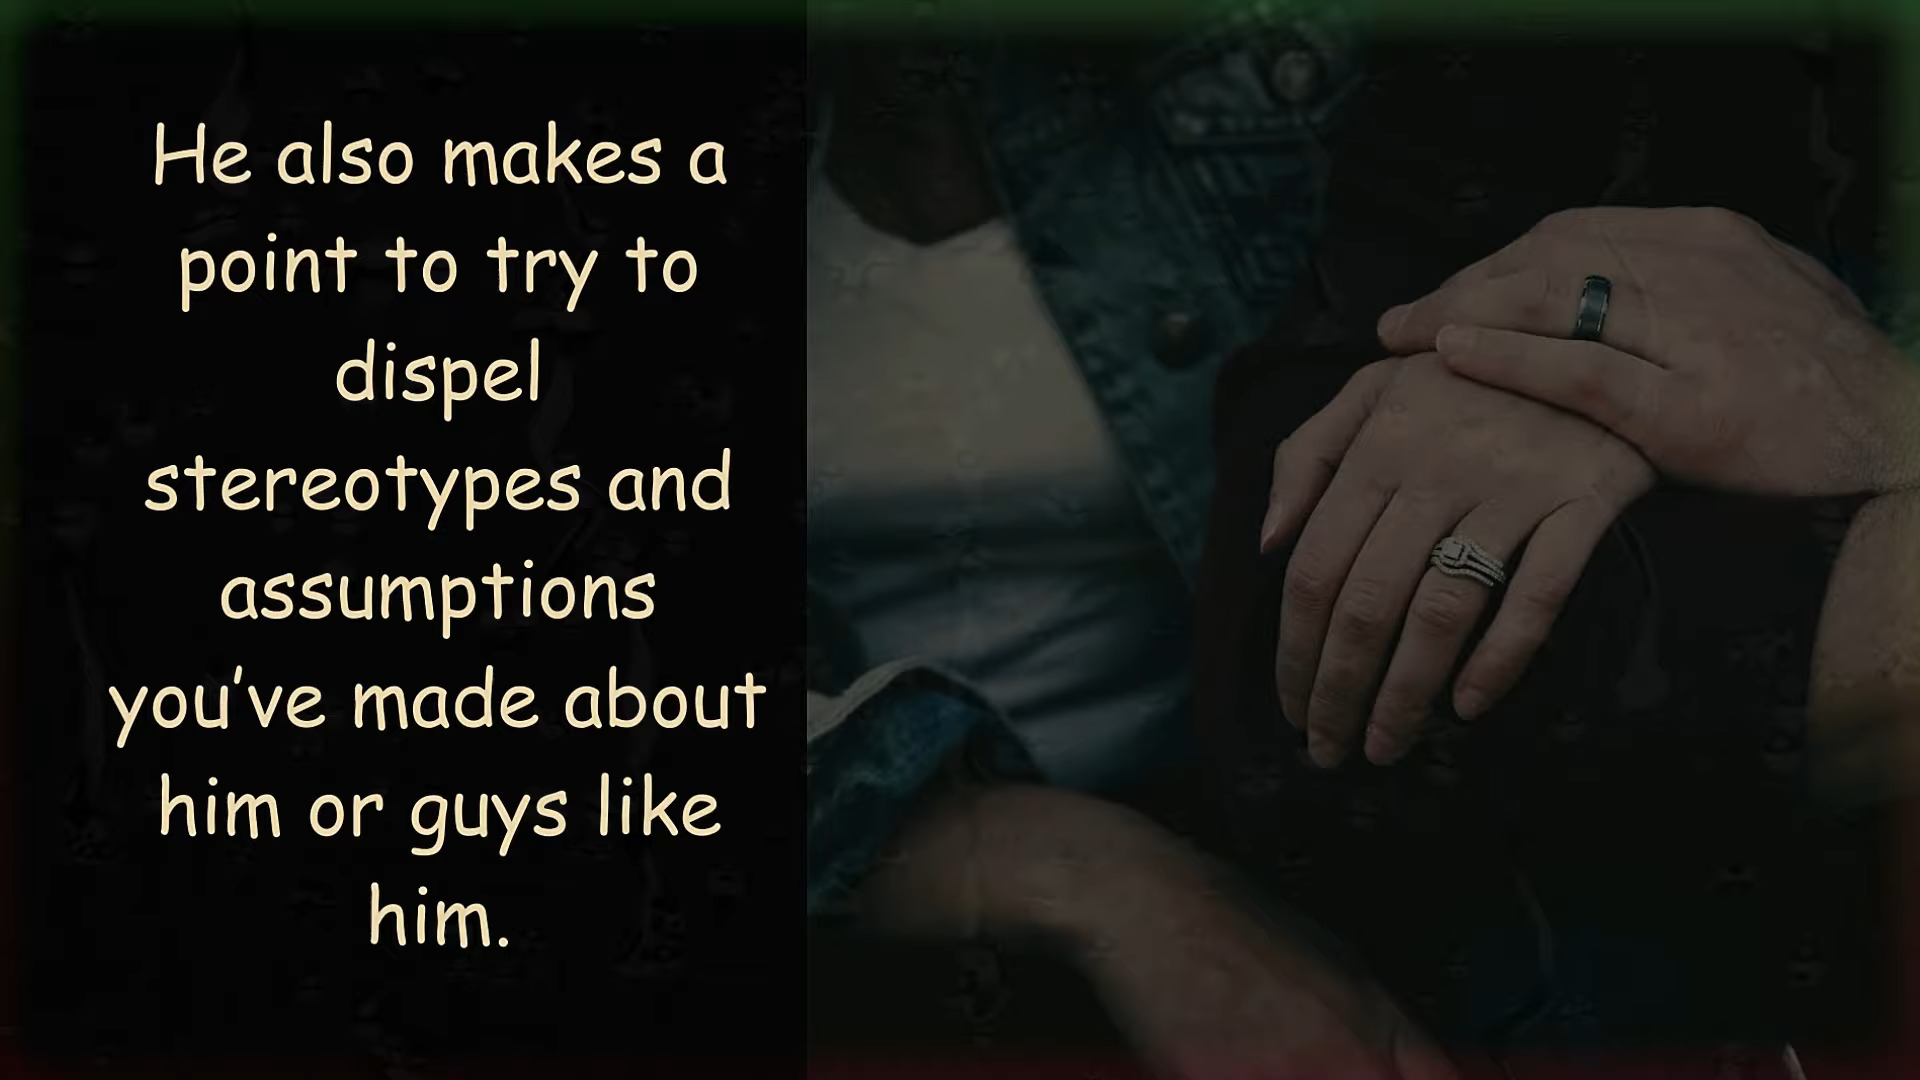 He also makes a
point to try to
dispel
stereotypes and
assumptions
you've made about
him or guys like
him.